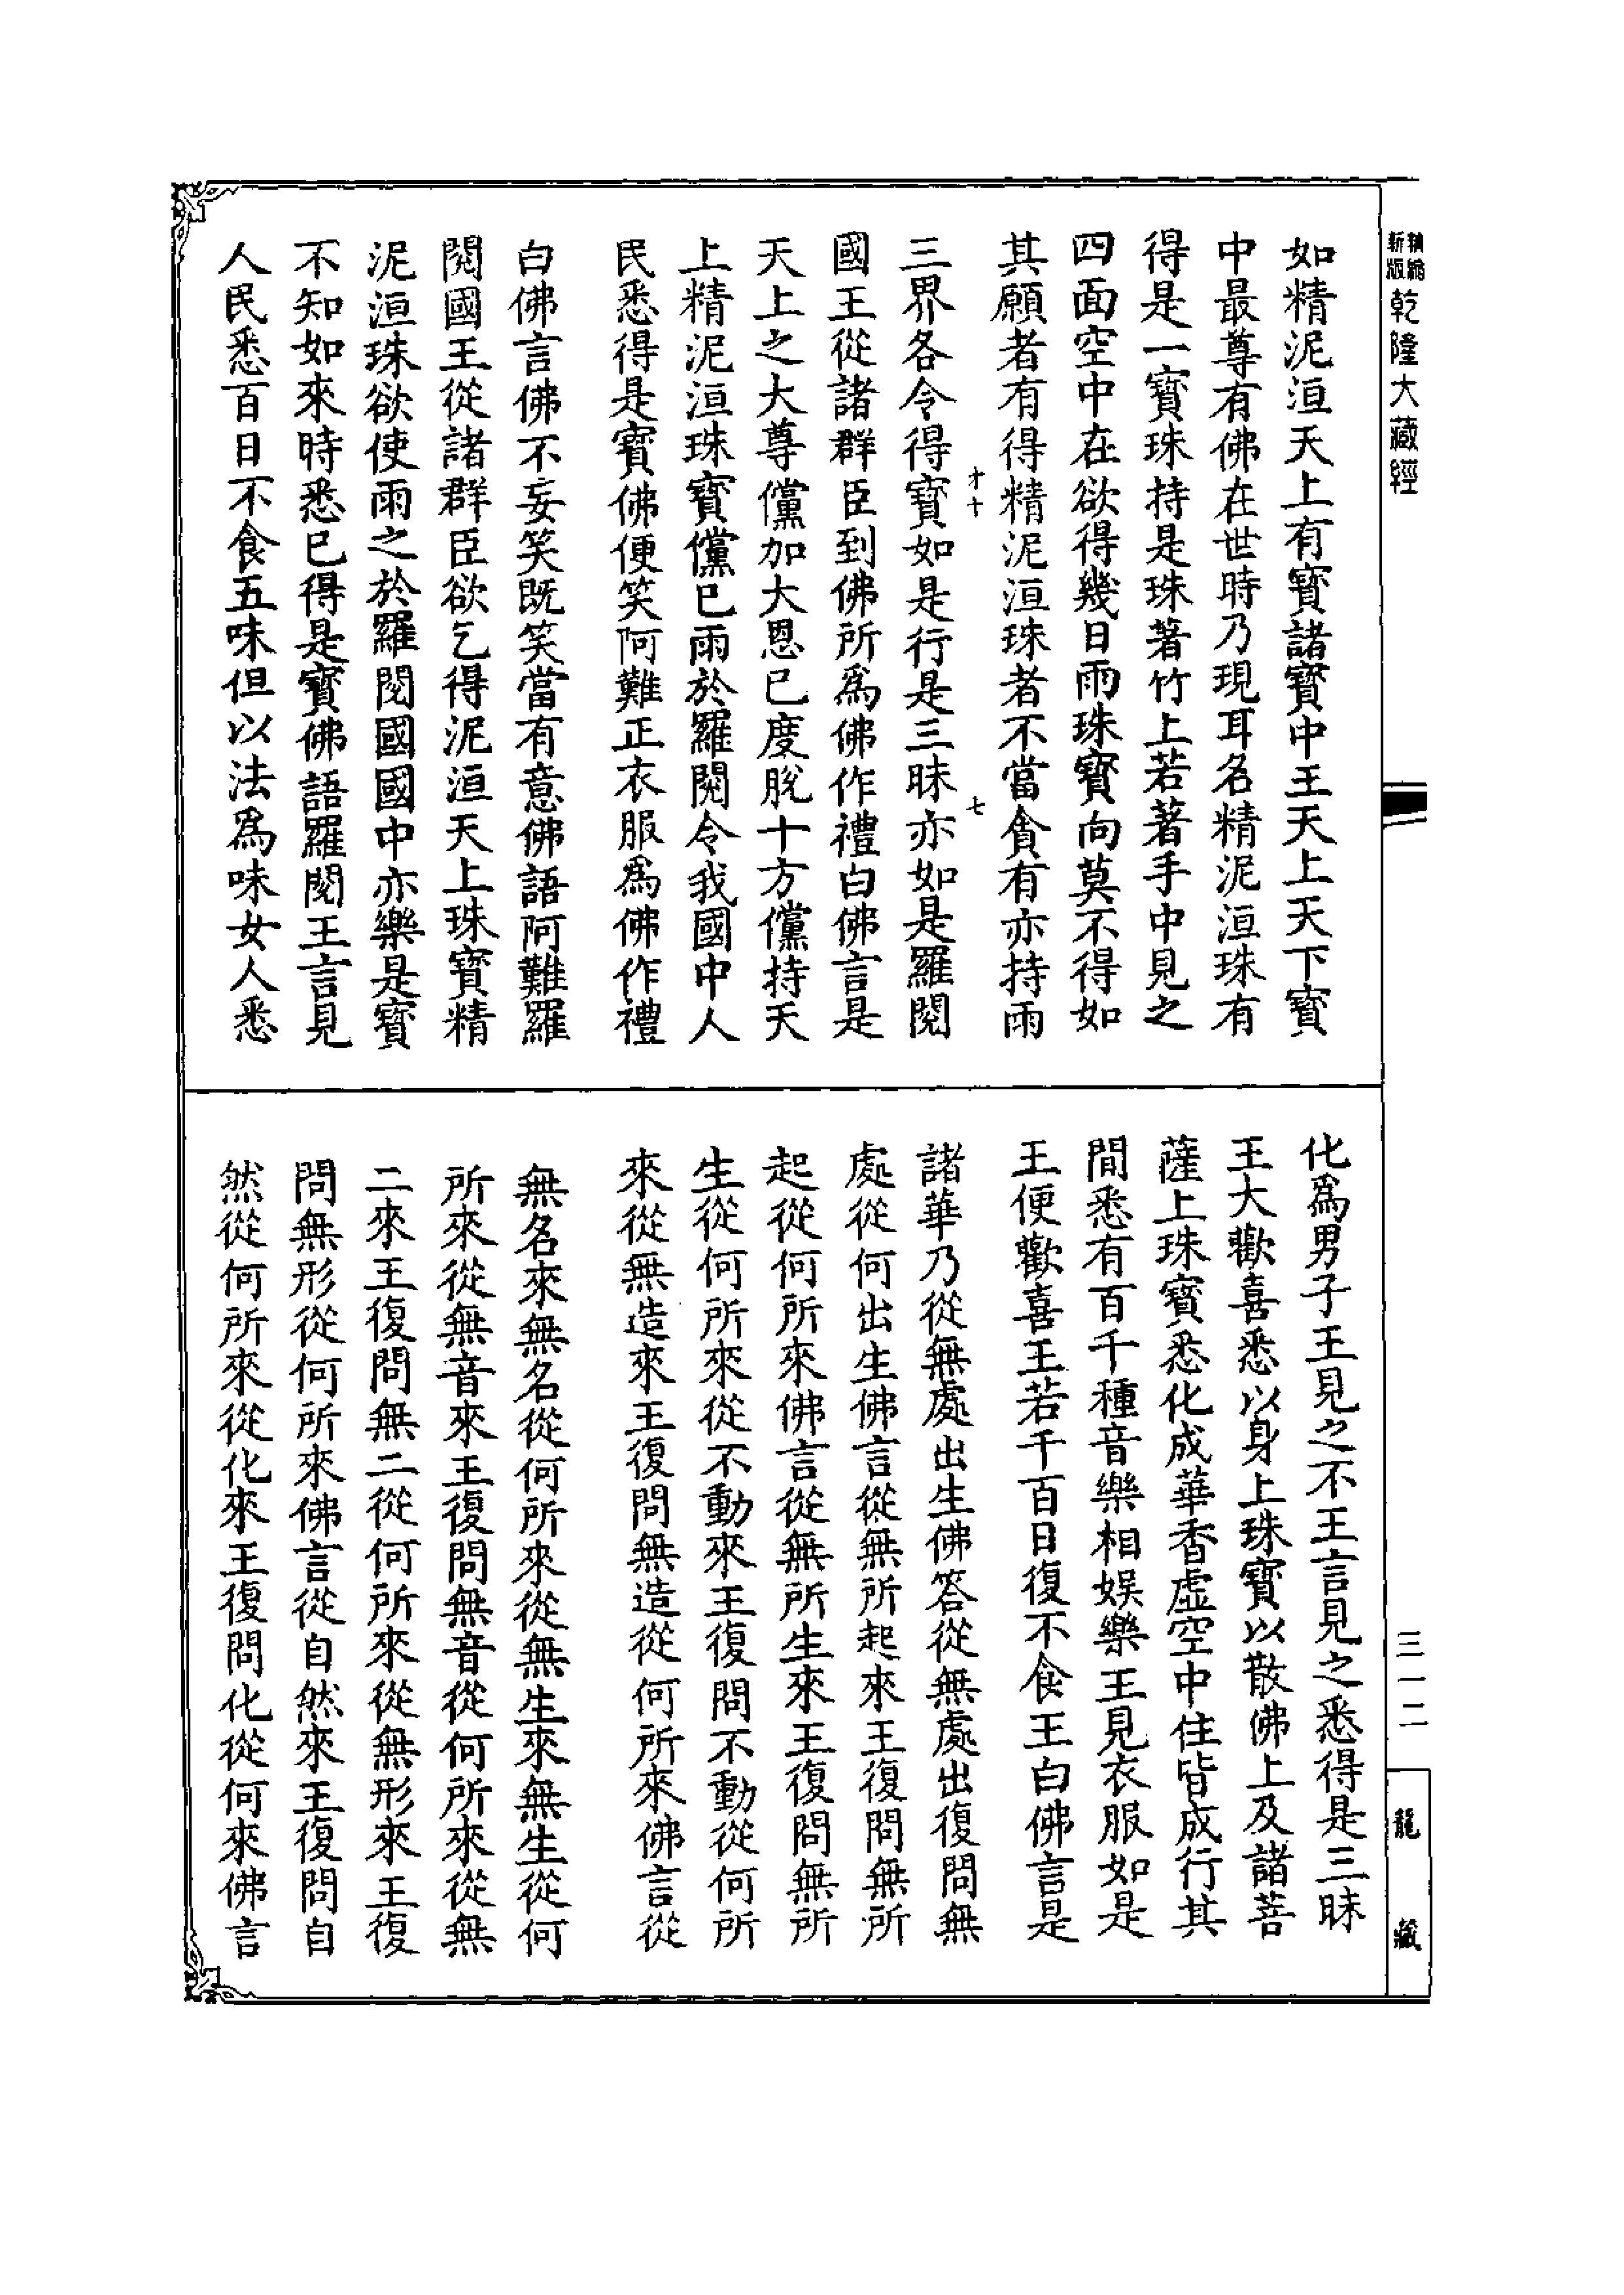 精縮
新版
乾隆大藏經
三一二
龍藏
如精泥洹天上有寶諸寶中王天上天下寶
中最尊有佛在世時乃現耳名精泥洹珠有
得是一寶珠持是珠著竹上若著手中見之
四面空中在欲得幾日雨珠寶向莫不得如
其願者有得精泥洹珠者不當貪有亦持雨
才十
七
三界各令得寶如是行是三昧亦如是羅閱
國王從諸群臣到佛所爲佛作禮白佛言是
天上之大尊儻加大恩已度脫十方儻持天
上精泥洹珠寶儻已雨於羅閱令我國中人
民悉得是寶佛便笑阿難正衣服爲佛作禮
白佛言佛不妄笑既笑當有意佛語阿難羅
閱國王從諸群臣欲乞得泥洹天上珠寶精
泥洹珠欲使雨之於羅閱國國中亦樂是寶
不知如來時悉已得是寶佛語羅閱王言見
人民悉百日不食五味但以法爲味女人悉
化爲男子王見之不王言見之悉得是三昧
王大歡喜悉以身上珠寶以散佛上及諸菩
薩上珠寶悉化成華香虛空中住皆成行其
間悉有百千種音樂相娛樂王見衣服如是
王便歡喜王若千百日復不食王白佛言是
諸華乃從無處出生佛答從無處出復問無
處從何出生佛言從無所起來王復問無所
起從何所來佛言從無所生來王復問無所
生從何所來從不動來王復問不動從何所
來從無造來王復問無造從何所來佛言從
無名來無名從何所來從無生來無生從何
所來從無音來王復問無音從何所來從無
二來王復問無二從何所來從無形來王復
問無形從何所來佛言從自然來王復問自
然從何所來從化來王復問化從何來佛言